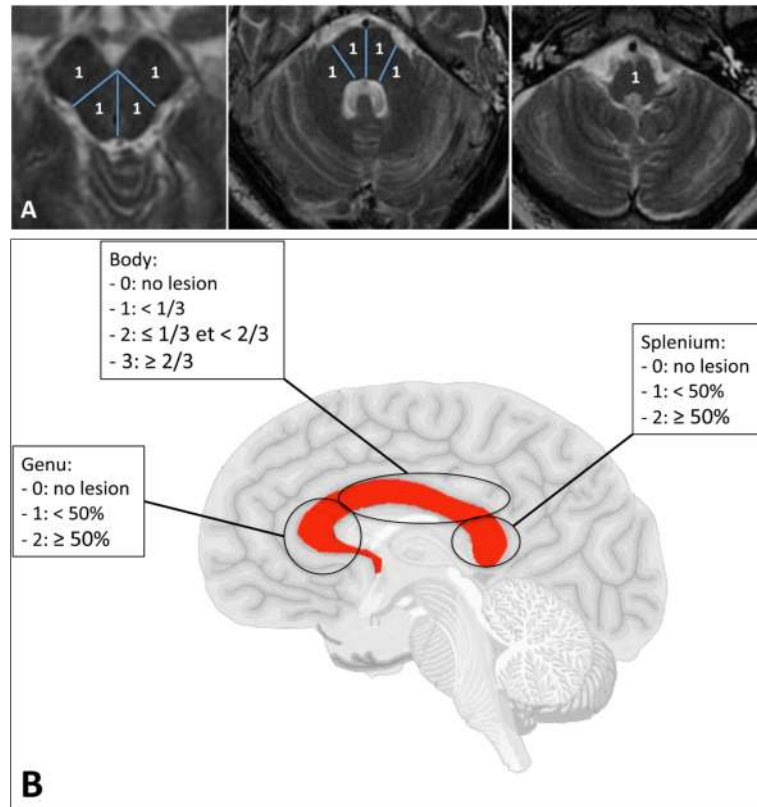 1 1
1 1
1 1
1 1
1
A
Body:
- 0: no lesion
- 1: < 1/3
- 2: ≤ 1/3 et < 2/3
- 3: ≥ 2/3
Splenium:
- 0: no lesion
- 1: < 50%
- 2: ≥ 50%
Genu:
- 0: no lesion
- 1: < 50%
- 2: ≥ 50%
B